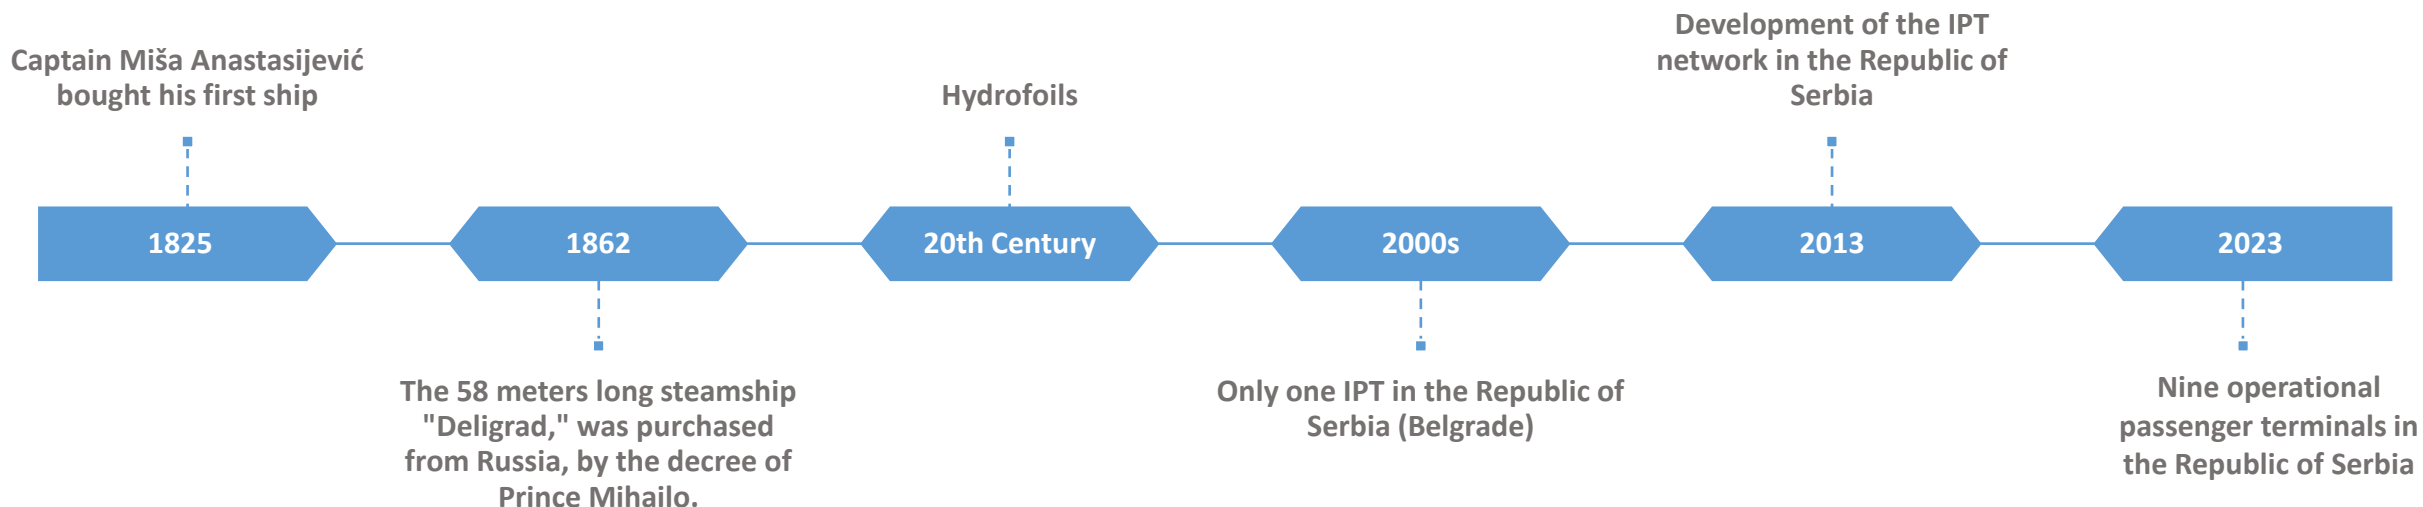 Captain Miša Anastasijević
bought his first ship
1825
1862
The 58 meters long steamship
"Deligrad," was purchased
from Russia, by the decree of
Prince Mihailo.
Hydrofoils
20th Century
2000s
Only one IPT in the Republic of
Serbia (Belgrade)
Development of the IPT
network in the Republic of
Serbia
2013
2023
Nine operational
passenger terminals in
the Republic of Serbia